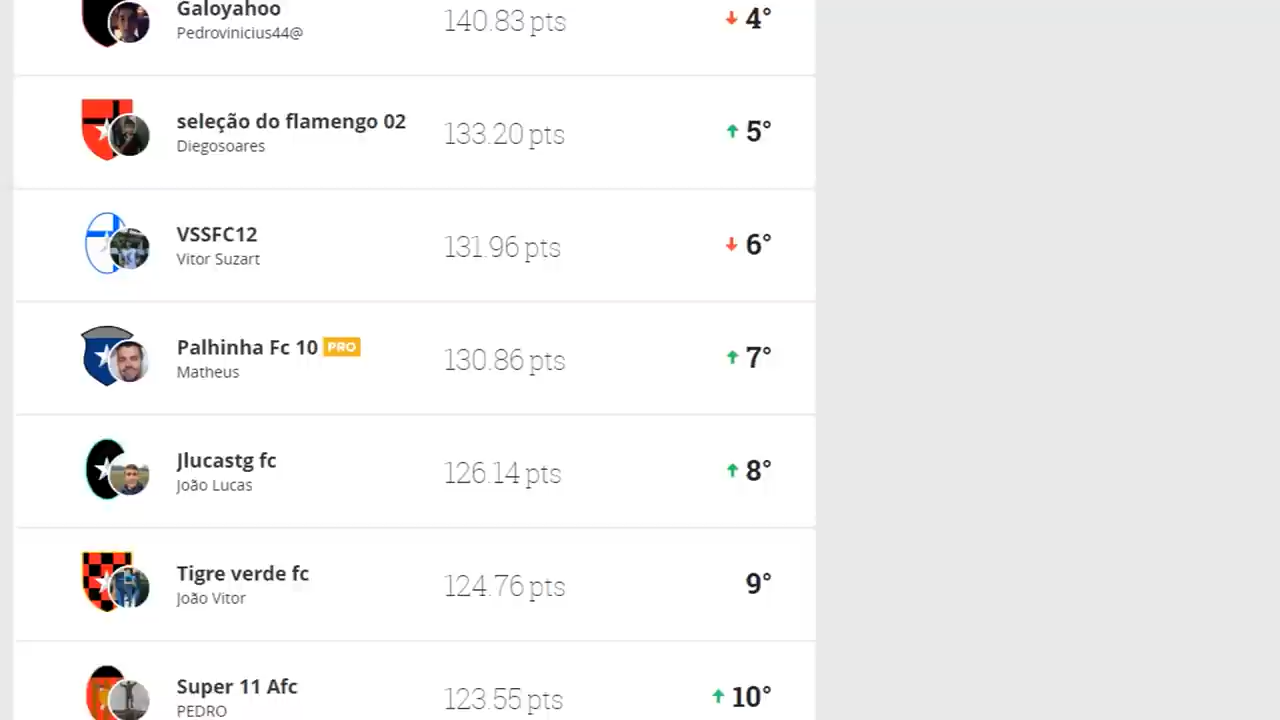 Galoyahoo
Pedrovinicius44@
140.83 pts
4°
seleção do flamengo 02
Diegosoares
133.20 pts
5°
VSSFC12
Vitor Suzart
131.96 pts
6°
Palhinha Fc 10 PRO
Matheus
130.86 pts
7°
Jlucastg fc
João Lucas
126.14 pts
8°
Tigre verde fc
João Vitor
124.76 pts
9°
Super 11 Afc
PEDRO
123.55 pts
10°